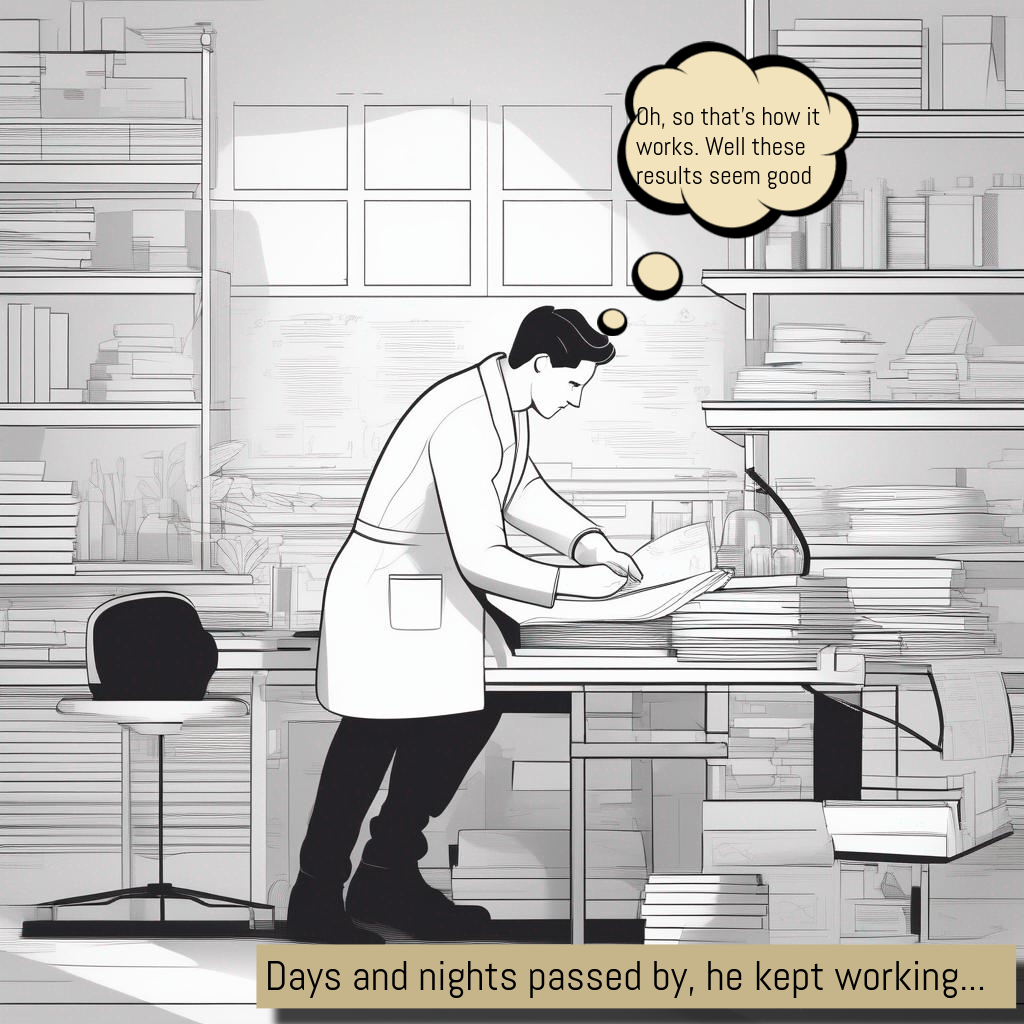 Oh, so that's how it
works. Well these
results seem good
Days and nights passed by, he kept working...